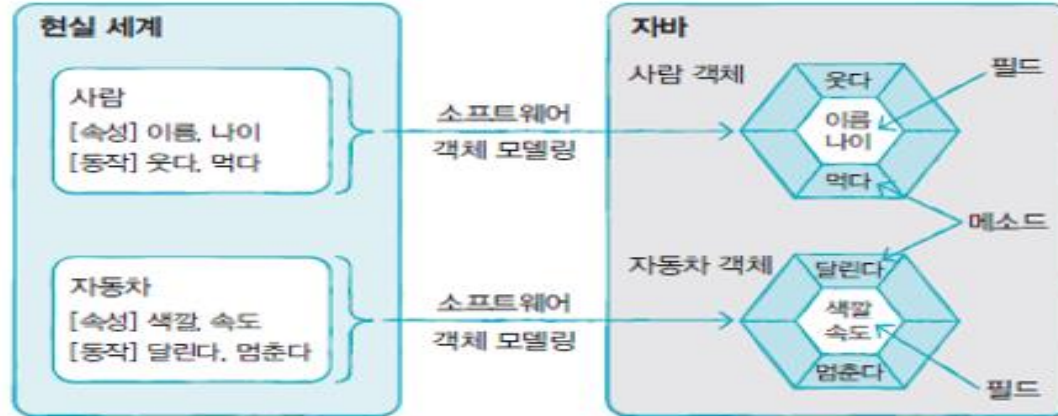 현실 세계
사람
[속성] 이름, 나이
[동작] 웃다, 먹다
자동차
[속성] 색깔, 속도
[동작] 달린다, 멈춘다
소프트웨어
객체 모델링
소프트웨어
객체 모델링
자바
사람 객체
웃다
이름
나이
먹다
필드
메소드
자동차 객체
달린다
색깔
속도
멈춘다
필드